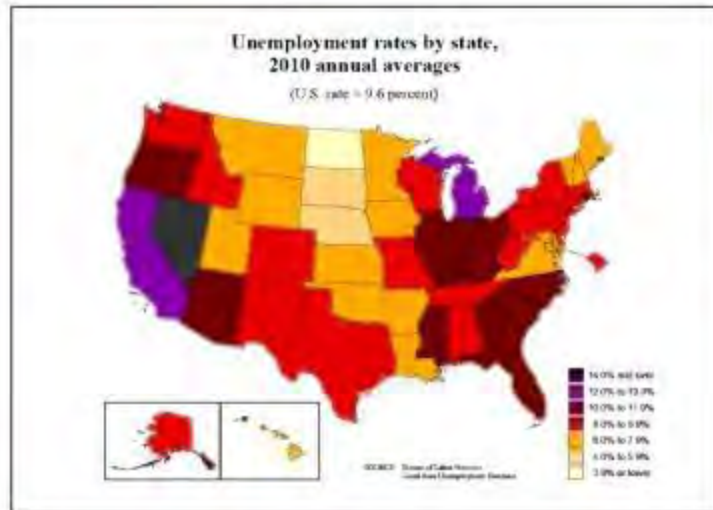 Unemployment rates by state,
2010 annual averages
(U.S. rate = 9.6 percent)
14.0% and over
12.0% to 13.9%
10.0% to 11.9%
8.0% to 9.9%
6.0% to 7.9%
4.0% to 5.9%
3.9% or lower
SOURCE: Bureau of Labor Statistics
Local Area Unemployment Statistics